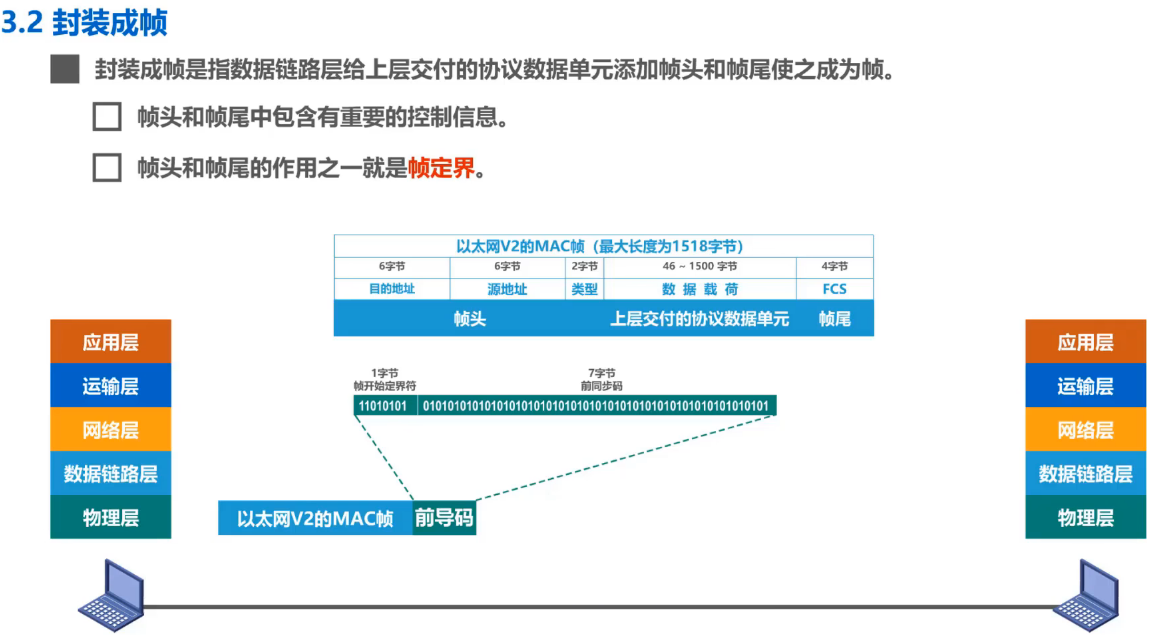 3.2 封装成帧
封装成帧是指数据链路层给上层交付的协议数据单元添加帧头和帧尾使之成为帧。
帧头和帧尾中包含有重要的控制信息。
帧头和帧尾的作用之一就是帧定界。
以太网V2的MAC帧（最大长度为1518字节）
6字节 6字节 2字节 46 ~ 1500 字节 4字节
目的地址 源地址 类型 数 据 载 荷 FCS
帧头 上层交付的协议数据单元 帧尾
应用层
运输层
网络层
数据链路层
物理层
1字节
帧开始定界符
7字节
前同步码
11010101 01010101010101010101010101010101010101010101010101010101
以太网V2的MAC帧 前导码
应用层
运输层
网络层
数据链路层
物理层